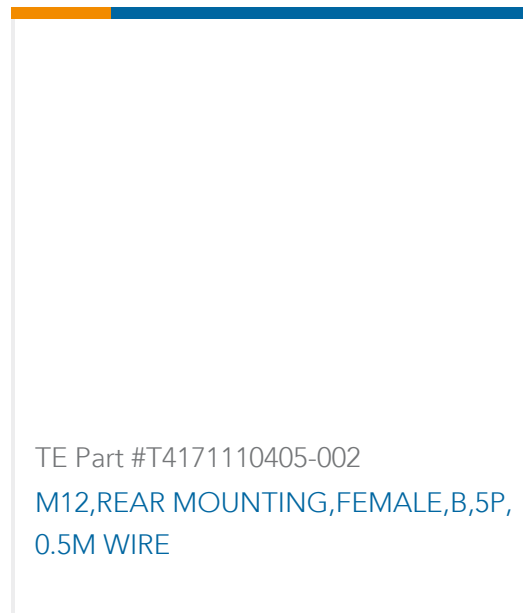 TE Part #T4171110405-002
M12,REAR MOUNTING,FEMALE,B,5P,
0.5M WIRE